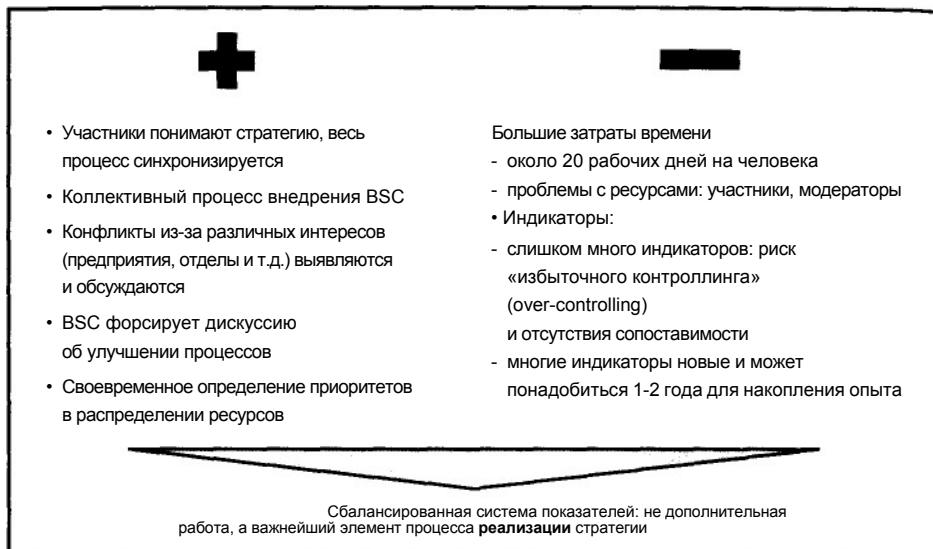 • Участники понимают стратегию, весь
процесс синхронизируется
• Коллективный процесс внедрения BSC
• Конфликты из-за различных интересов
(предприятия, отделы и т.д.) выявляются
и обсуждаются
• BSC форсирует дискуссию
об улучшении процессов
• Своевременное определение приоритетов
в распределении ресурсов
Большие затраты времени
- около 20 рабочих дней на человека
- проблемы с ресурсами: участники, модераторы
• Индикаторы:
- слишком много индикаторов: риск
«избыточного контроллинга»
(over-controlling)
и отсутствия сопоставимости
- многие индикаторы новые и может
понадобиться 1-2 года для накопления опыта
Сбалансированная система показателей: не дополнительная
работа, а важнейший элемент процесса реализации стратегии